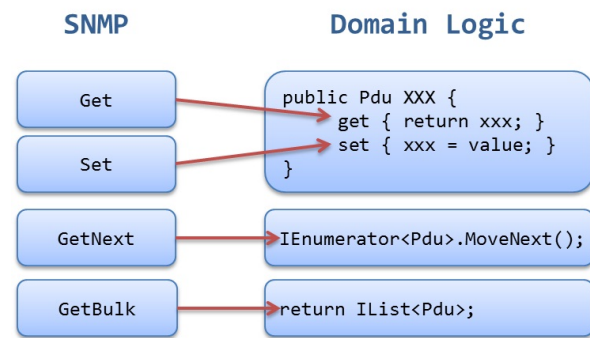 SNMP
Domain Logic
Get
public Pdu XXX {
get { return xxx; }
Set
set { xxx = value; }
}
GetNext
IEnumerator<Pdu>.MoveNext();
GetBulk
return IList<Pdu>;